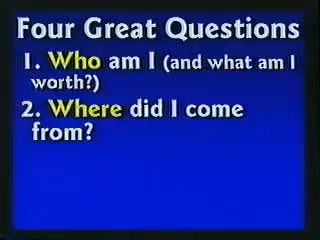 Four Great Questions
1. Who am I (and what am I
worth?)
2. Where did I come
from?